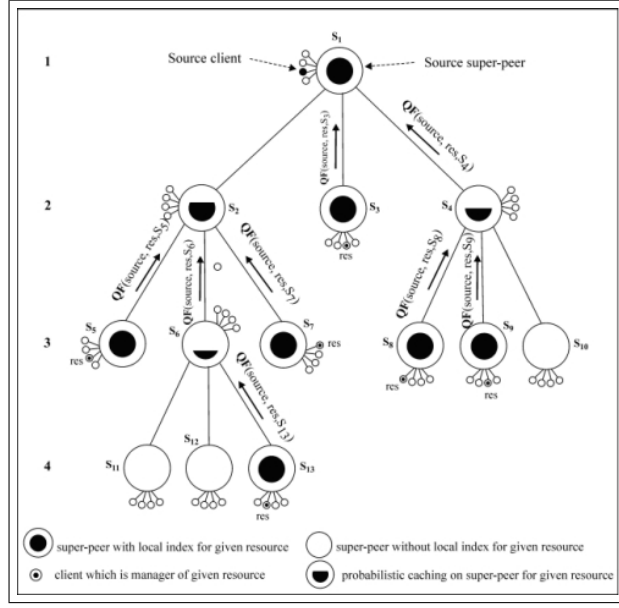 S1
1
Source client
Source super-peer
QF(source, res,S3)
QF(source, res,S4)
2
S2
S3
S4
res
QF(source, res,S5)
QF(source, res,S6)
QF(source, res,S7)
QF(source, res,S8)
QF(source, res,S9)
3
S5
S6
S7
S8
S9
S10
res
res
res
res
QF(source, res,S13)
4
S11
S12
S13
res
super-peer with local index for given resource
super-peer without local index for given resource
client which is manager of given resource
probabilistic caching on super-peer for given resource